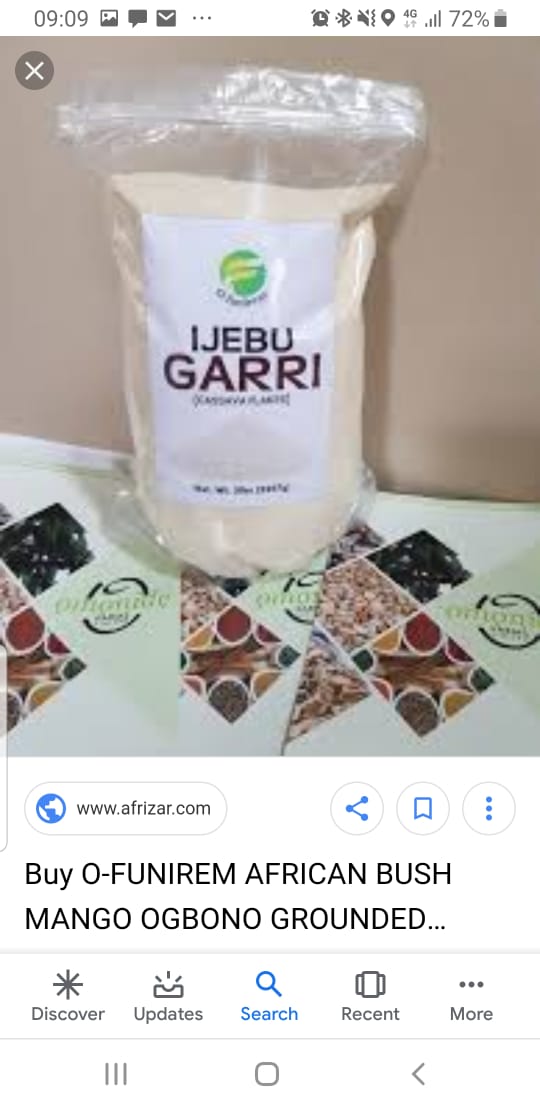 09:09
4G
72%
IJEBU
GARRI
(CASSAVA FLAKES)
www.afrizar.com
Buy O-FUNIREM AFRICAN BUSH
MANGO OGBONO GROUNDED...
Discover
Updates
Search
Recent
More